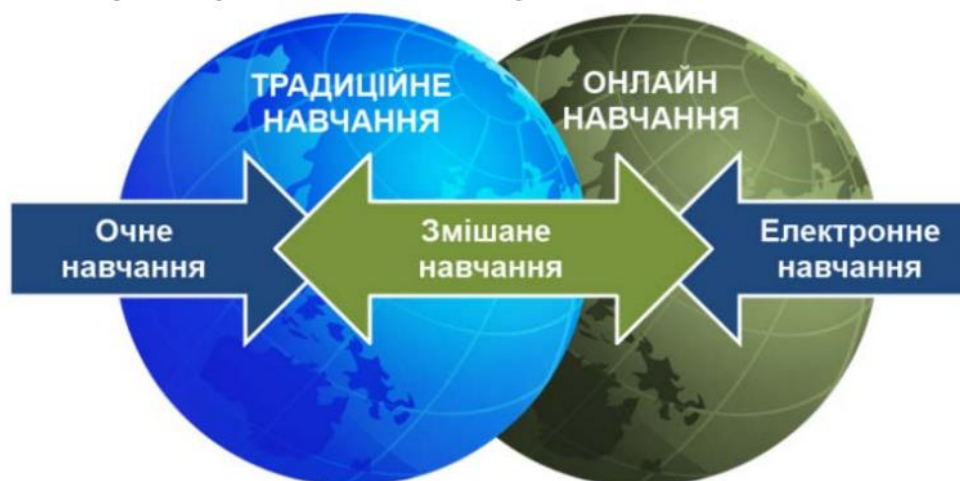 ТРАДИЦІЙНЕ
НАВЧАННЯ
ОНЛАЙН
НАВЧАННЯ
Очне
навчання
Змішане
навчання
Електронне
навчання